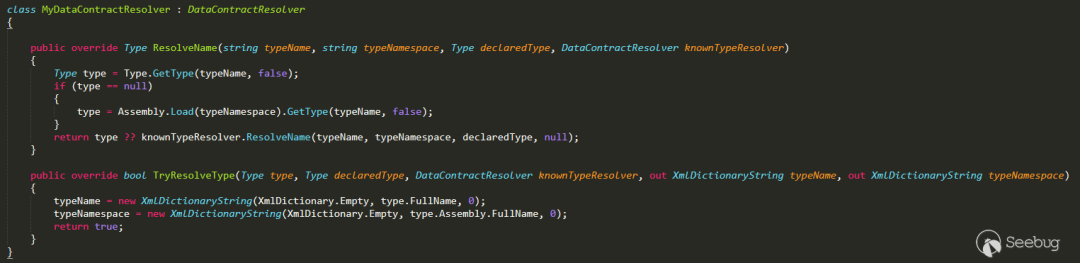 class MyDataContractResolver : DataContractResolver
{
public override Type ResolveName(string typeName, string typeNamespace, Type declaredType, DataContractResolver knownTypeResolver)
{
Type type = Type.GetType(typeName, false);
if (type == null)
{
type = Assembly.Load(typeNamespace).GetType(typeName, false);
}
return type ?? knownTypeResolver.ResolveName(typeName, typeNamespace, declaredType, null);
}
public override bool TryResolveType(Type type, Type declaredType, DataContractResolver knownTypeResolver, out XmlDictionaryString typeName, out XmlDictionaryString typeNamespace)
{
typeName = new XmlDictionaryString(XmlDictionary.Empty, type.FullName, 0);
typeNamespace = new XmlDictionaryString(XmlDictionary.Empty, type.Assembly.FullName, 0);
return true;
}
}
Seebug